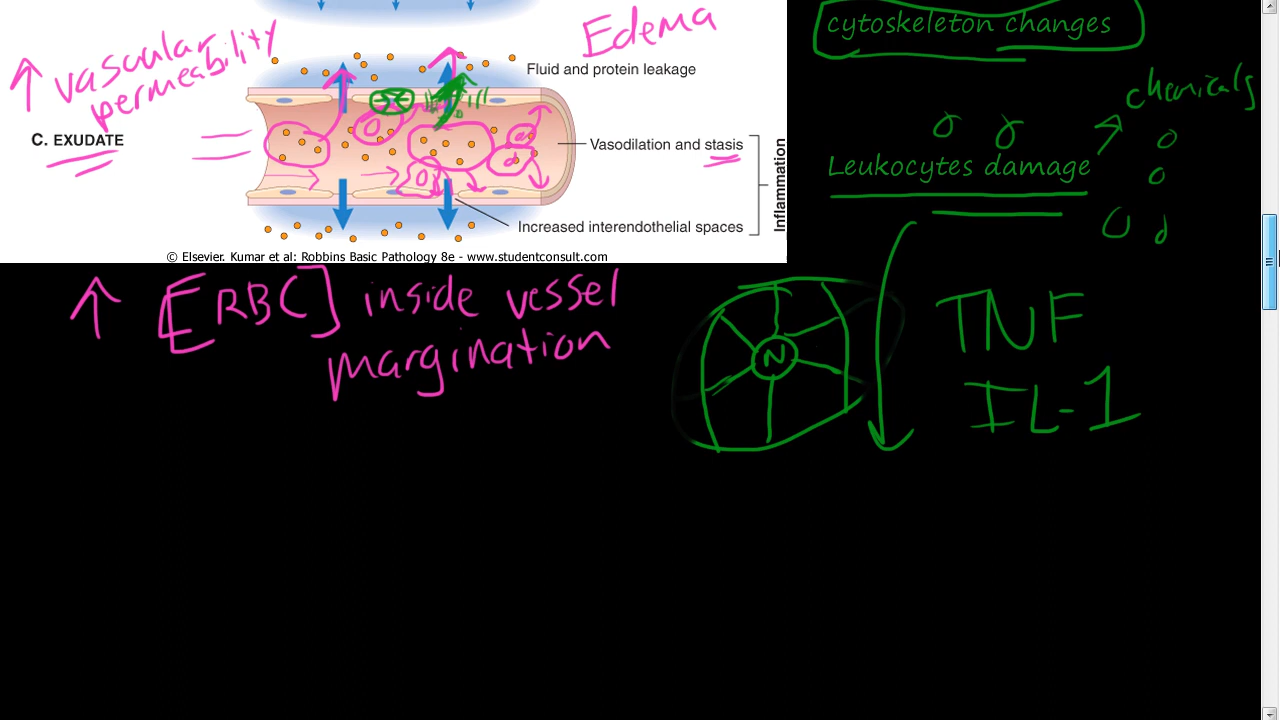 ↑ vascular
permeability
Edema
Fluid and protein leakage
C. EXUDATE
Vasodilation and stasis
Increased interendothelial spaces
Inflammation
© Elsevier. Kumar et al: Robbins Basic Pathology 8e - www.studentconsult.com
↑ [RBC] inside vessel
margination
cytoskeleton changes
chemicals
Leukocytes damage
N
TNF
IL-1